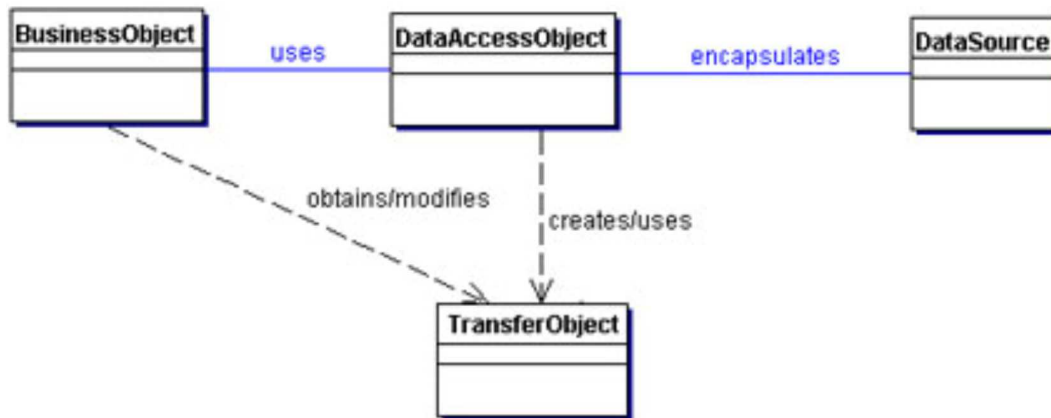 BusinessObject
uses
DataAccessObject
encapsulates
DataSource
obtains/modifies
creates/uses
TransferObject